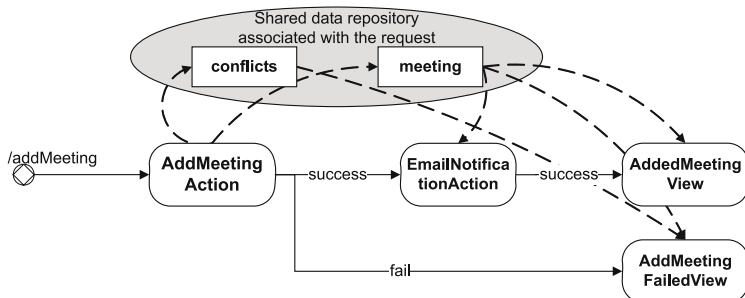 Shared data repository
associated with the request
conflicts
meeting
/addMeeting
AddMeeting
Action
success
EmailNotifica
tionAction
success
AddedMeeting
View
fail
AddMeeting
FailedView